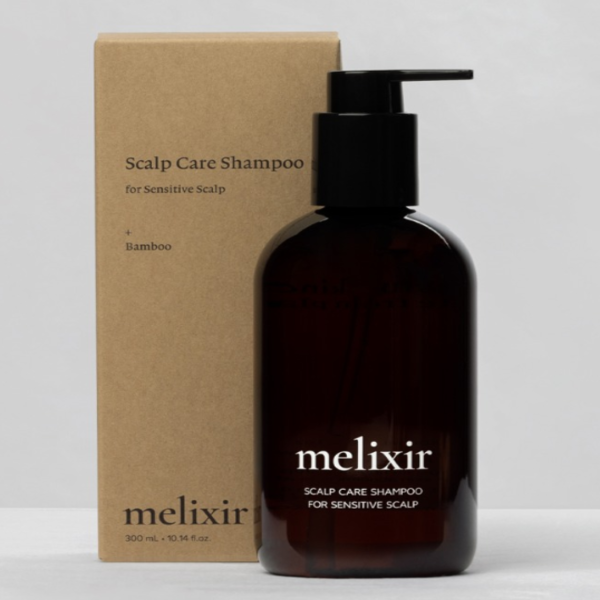 Scalp Care Shampoo
for Sensitive Scalp
+
Bamboo
melixir
300 mL • 10.14 fl.oz.
melixir
SCALP CARE SHAMPOO
FOR SENSITIVE SCALP